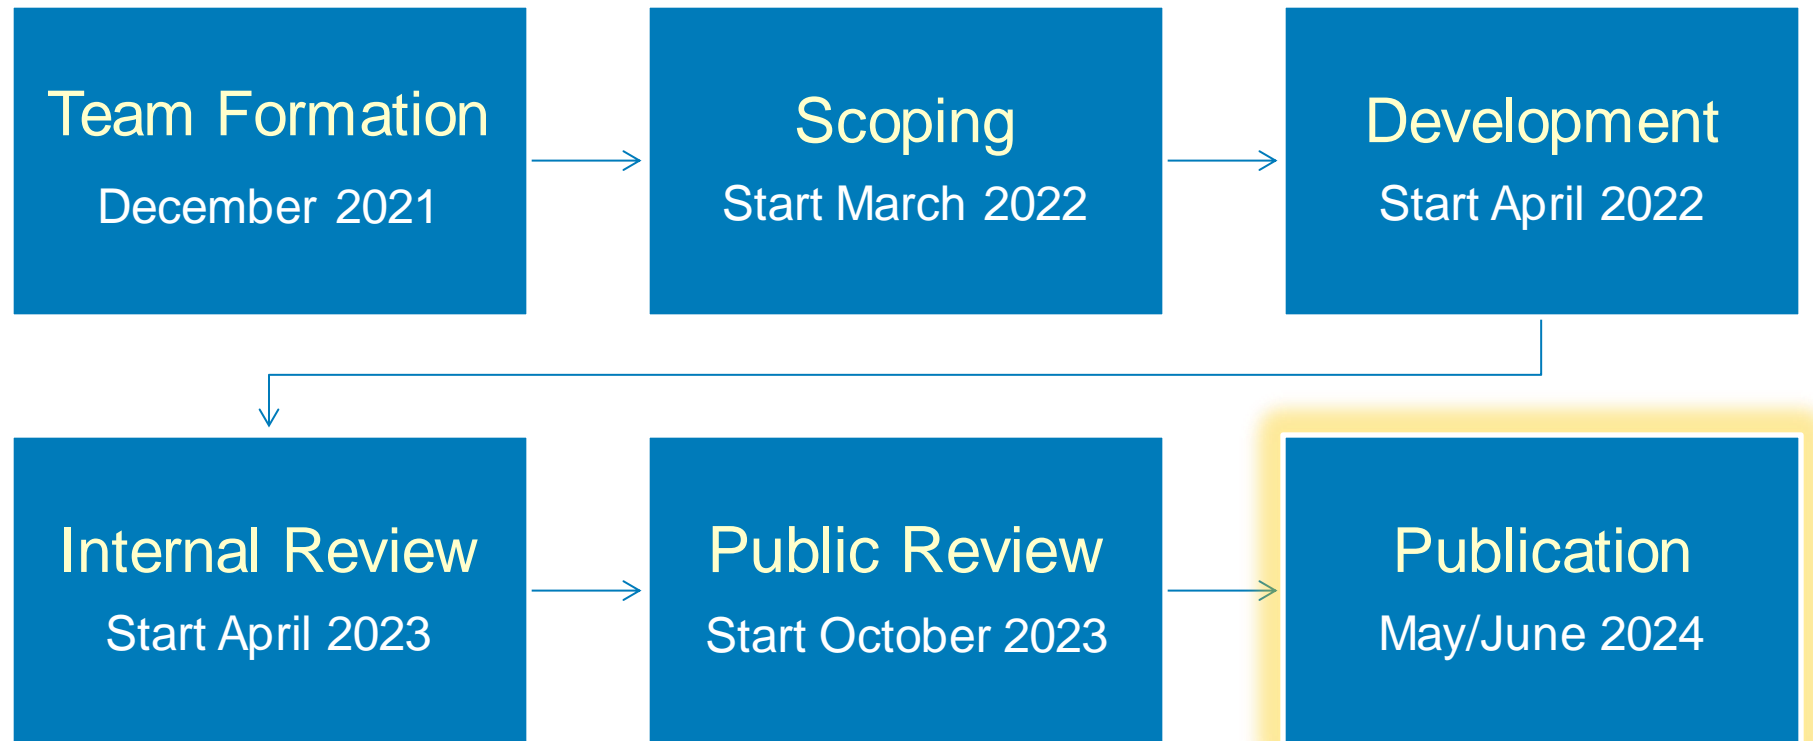 Team Formation
December 2021
Scoping
Start March 2022
Development
Start April 2022
Internal Review
Start April 2023
Public Review
Start October 2023
Publication
May/June 2024